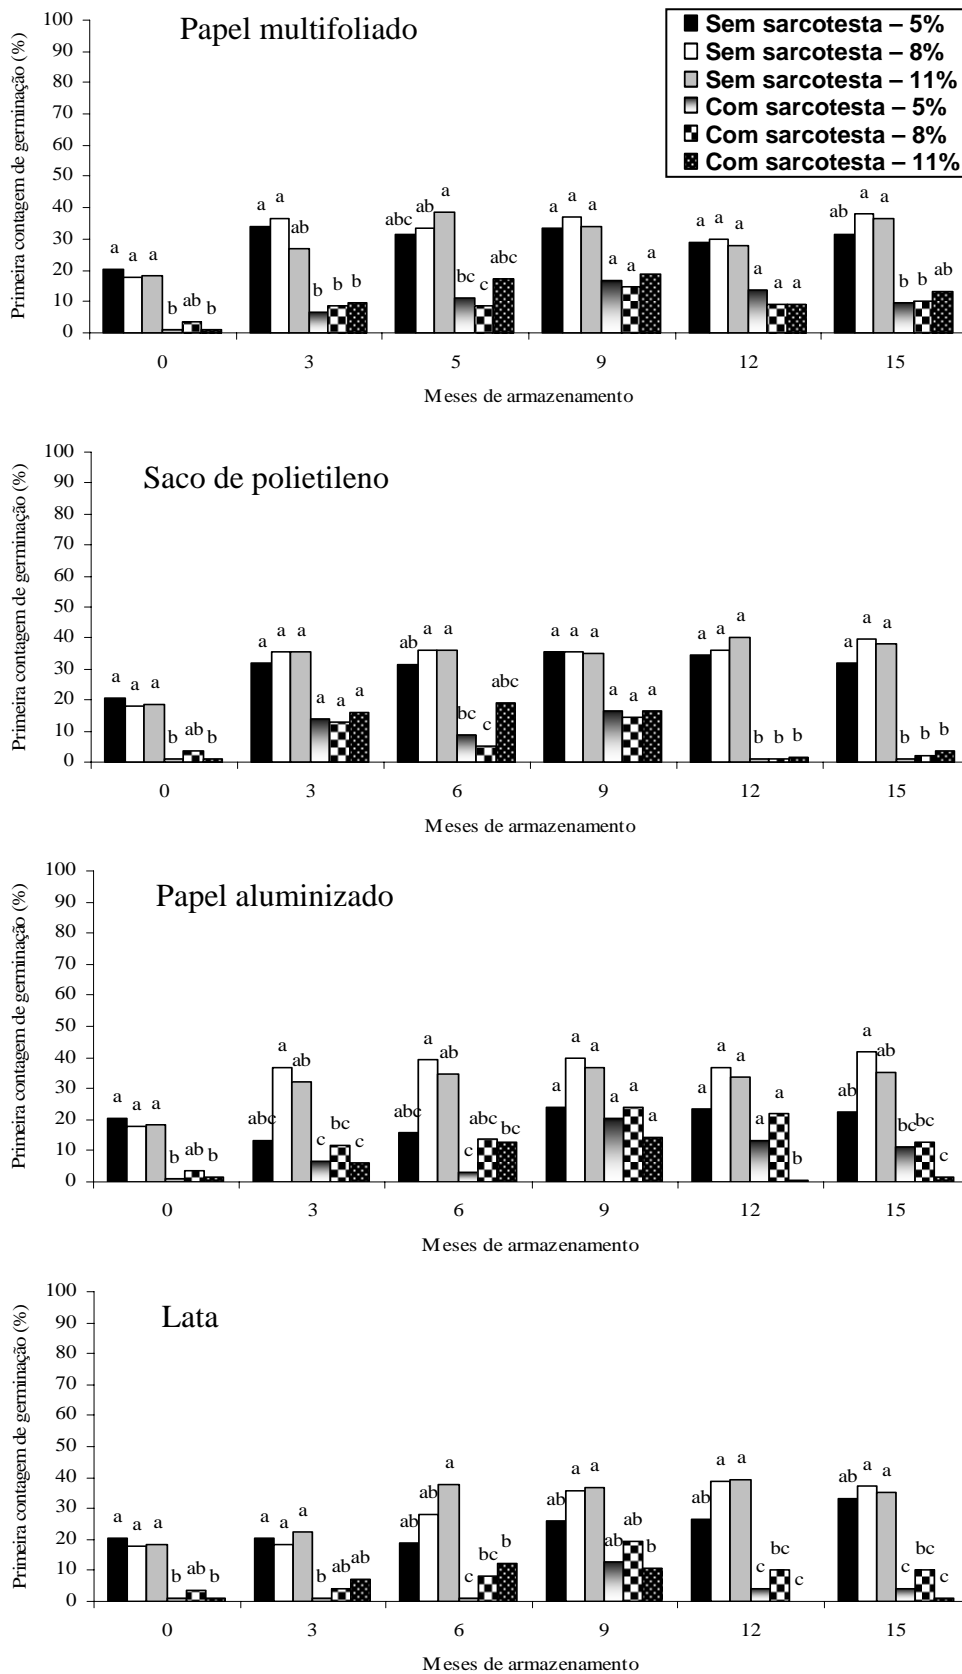 Papel multifoliado
Sem sarcotesta – 5%
Sem sarcotesta – 8%
Sem sarcotesta – 11%
Com sarcotesta – 5%
Com sarcotesta – 8%
Com sarcotesta – 11%
Primeira contagem de germinação (%)
100
90
80
70
60
50
40
30
20
10
0
a a a b ab b
a a ab b b b
abc ab a bc c abc
a a a a a a
a a a a a a
ab a a b b ab
0 3 5 9 12 15
Meses de armazenamento
Saco de polietileno
Primeira contagem de germinação (%)
100
90
80
70
60
50
40
30
20
10
0
a a a b ab b
a a a a a a
ab a a bc c abc
a a a a a a
a a a b b b
a a a b b b
0 3 6 9 12 15
Meses de armazenamento
Papel aluminizado
Primeira contagem de germinação (%)
100
90
80
70
60
50
40
30
20
10
0
a a a b ab b
abc a ab c bc c
abc a ab c abc bc
a a a a a a
a a a a a b
ab a ab bc bc c
0 3 6 9 12 15
Meses de armazenamento
Lata
Primeira contagem de germinação (%)
100
90
80
70
60
50
40
30
20
10
0
a a a b ab b
a a a b ab ab
ab ab a c bc b
ab a a ab ab b
ab a a c bc
ab a a c bc c
0 3 6 9 12 15
Meses de armazenamento